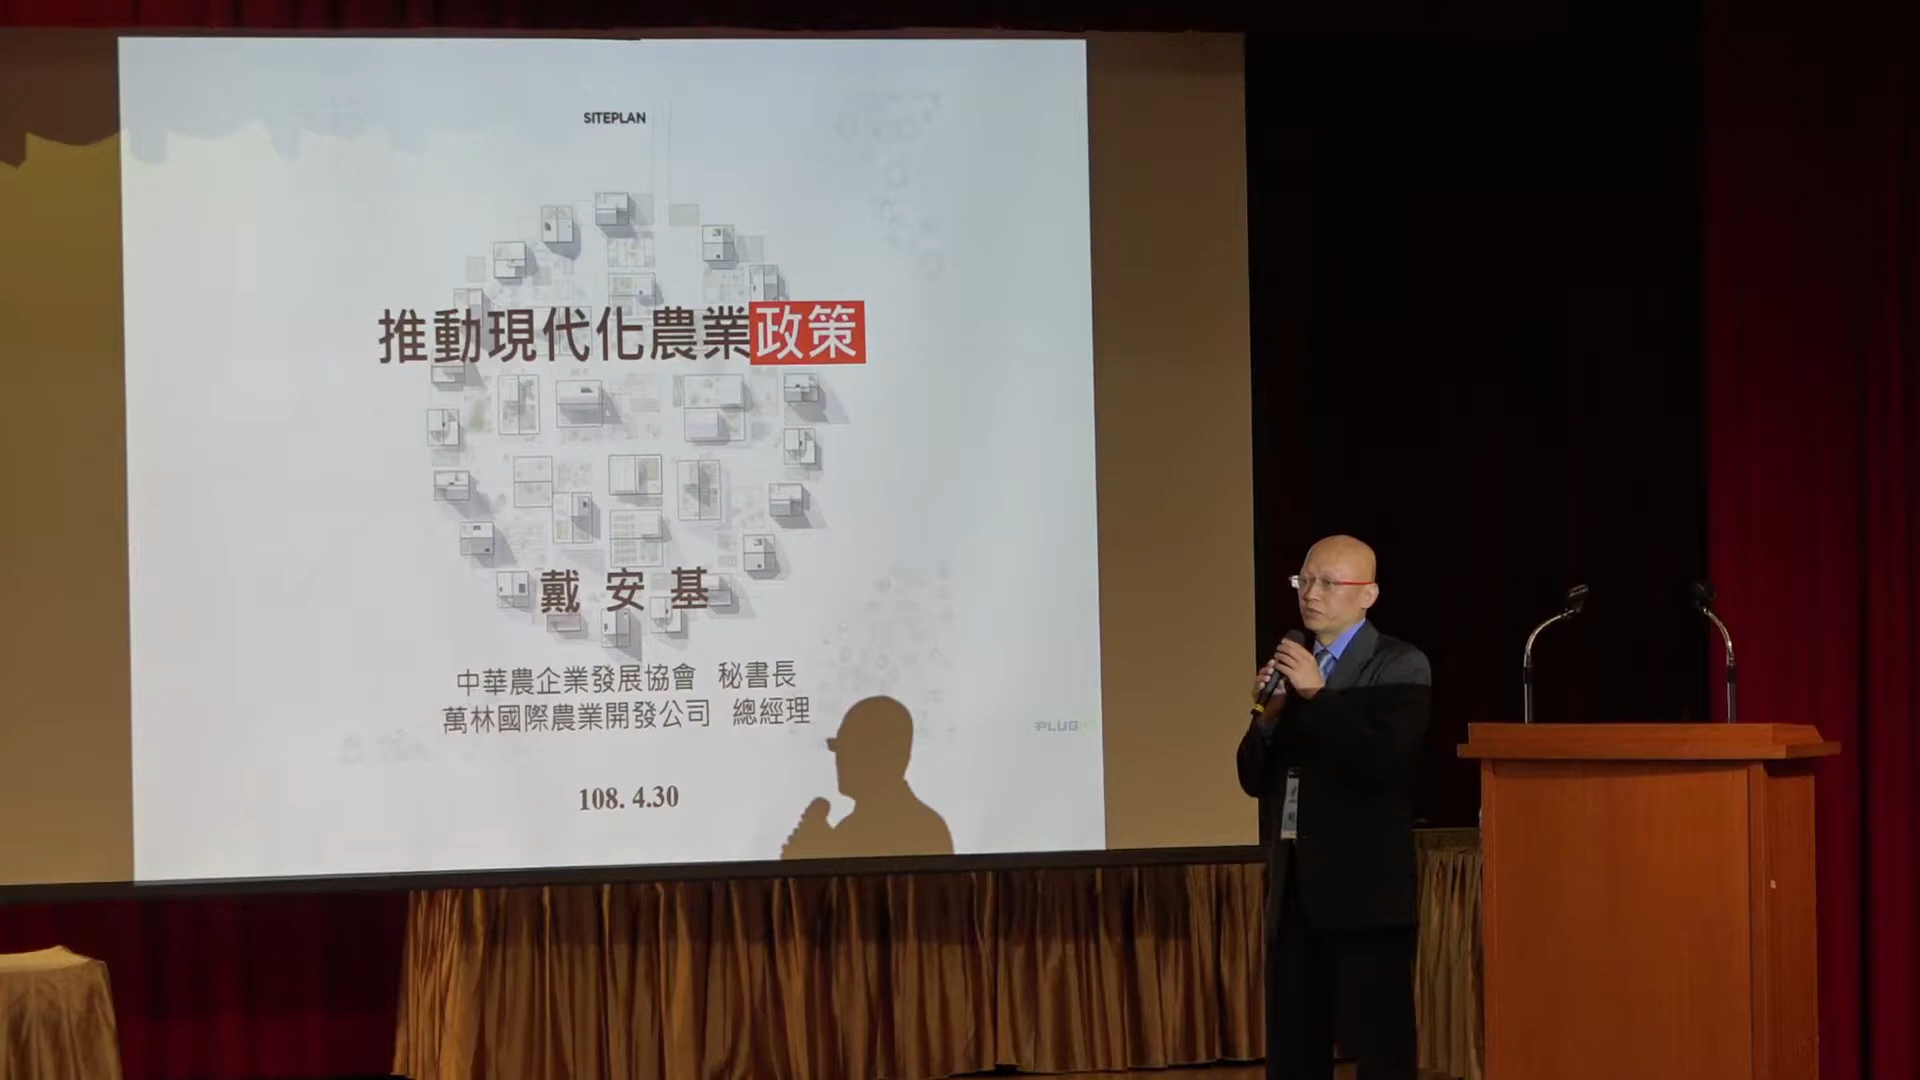 SITEPLAN
推動現代化農業政策
戴安基
中華農企業發展協會 秘書長
萬林國際農業開發公司 總經理
PLUG
108. 4.30